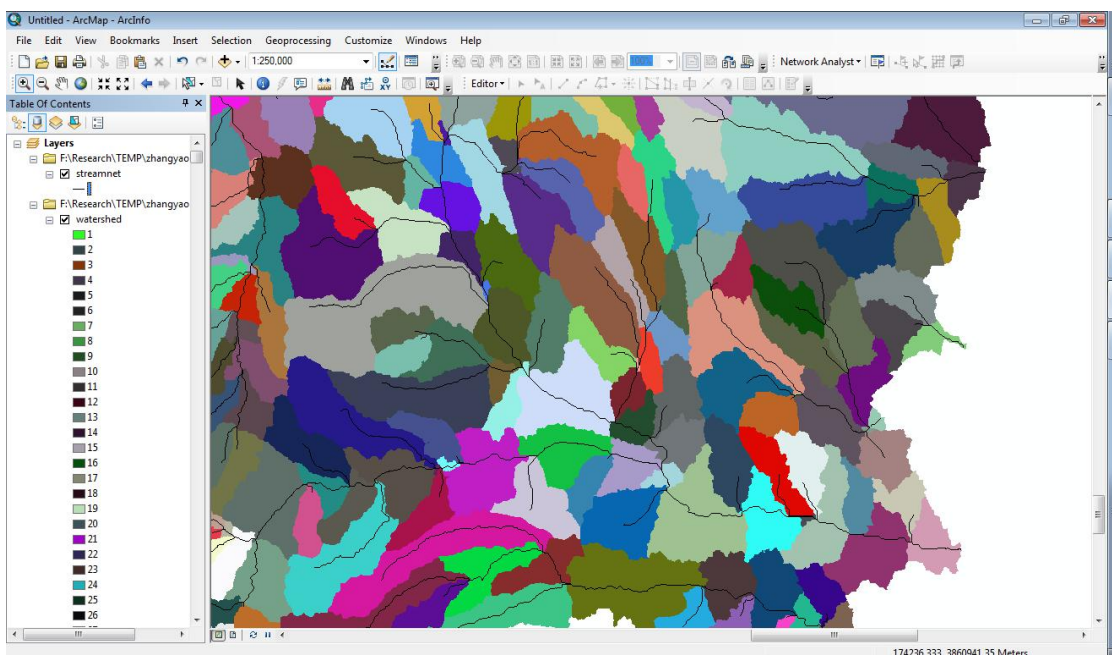 Untitled - ArcMap - ArcInfo
File Edit View Bookmarks Insert Selection Geoprocessing Customize Windows Help
1:250,000 100% Network Analyst
Editor
Table Of Contents
Layers
F:\Research\TEMP\zhangyao
streamnet
F:\Research\TEMP\zhangyao
watershed
1
2
3
4
5
6
7
8
9
10
11
12
13
14
15
16
17
18
19
20
21
22
23
24
25
26
174236.333 3860941.35 Meters